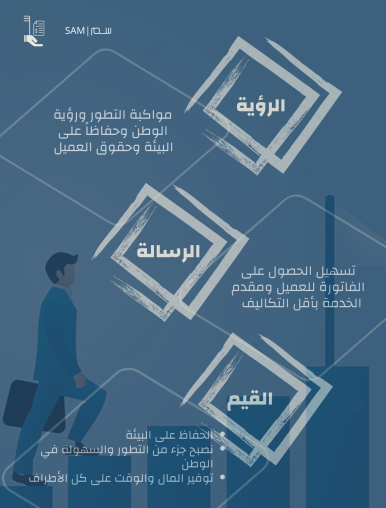 سـم | SAM
الرؤية
مواكبة التطور ورؤية
الوطن وحفاظاً على
البيئة وحقوق العميل
الرسالة
تسهيل الحصول على
الفاتورة للعميل ومقدم
الخدمة بأقل التكاليف
القيم
• الحفاظ على البيئة
• نصبح جزء من التطور والسهولة في
الوطن
• توفير المال والوقت على كل الأطراف